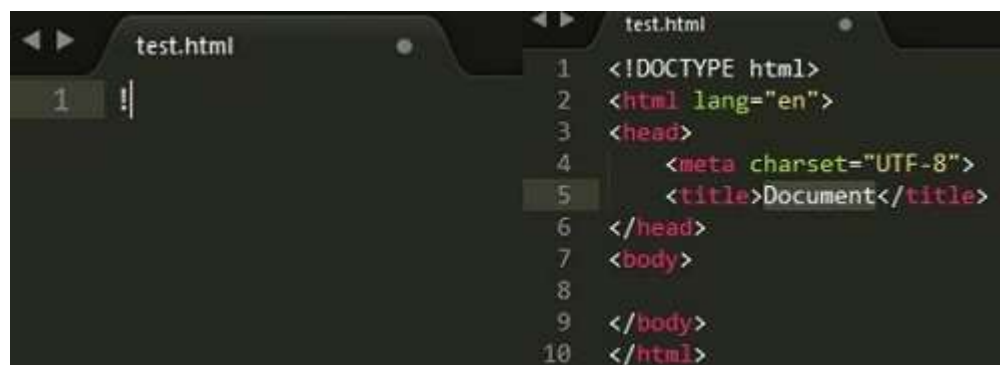 test.html
1 !
test.html
1 <!DOCTYPE html>
2 <html lang="en">
3 <head>
4     <meta charset="UTF-8">
5     <title>Document</title>
6 </head>
7 <body>
8
9 </body>
10 </html>